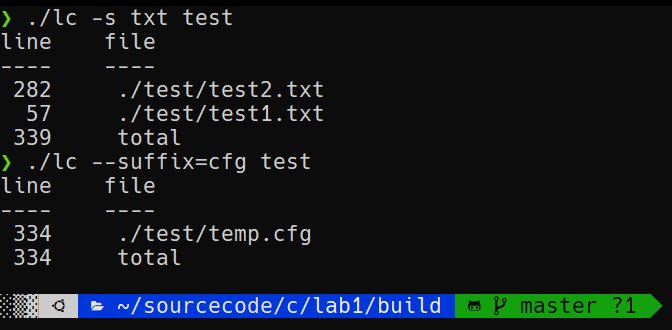 ❯ ./lc -s txt test
line    file
----    ----
 282     ./test/test2.txt
  57     ./test/test1.txt
 339     total
❯ ./lc --suffix=cfg test
line    file
----    ----
 334     ./test/temp.cfg
 334     total
~/sourcecode/c/lab1/build master ?1